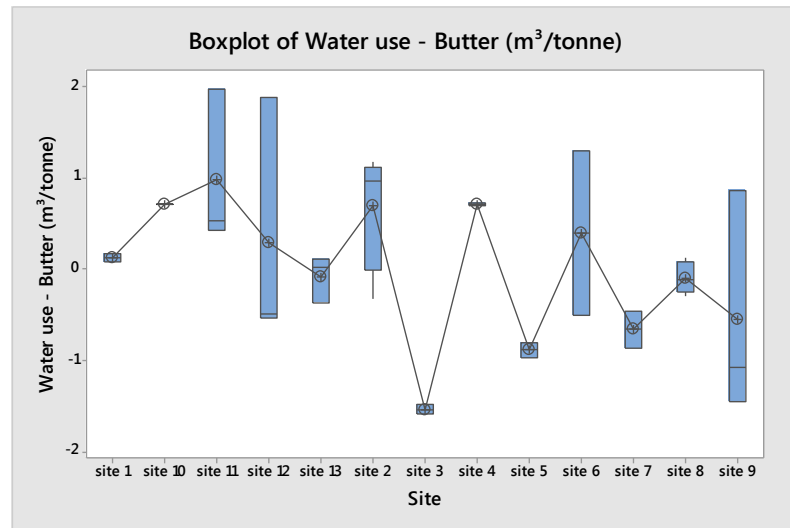 Boxplot of Water use - Butter (m³/tonne)
2
1
0
-1
-2
Water use - Butter (m³/tonne)
site 1 site 10 site 11 site 12 site 13 site 2 site 3 site 4 site 5 site 6 site 7 site 8 site 9
Site